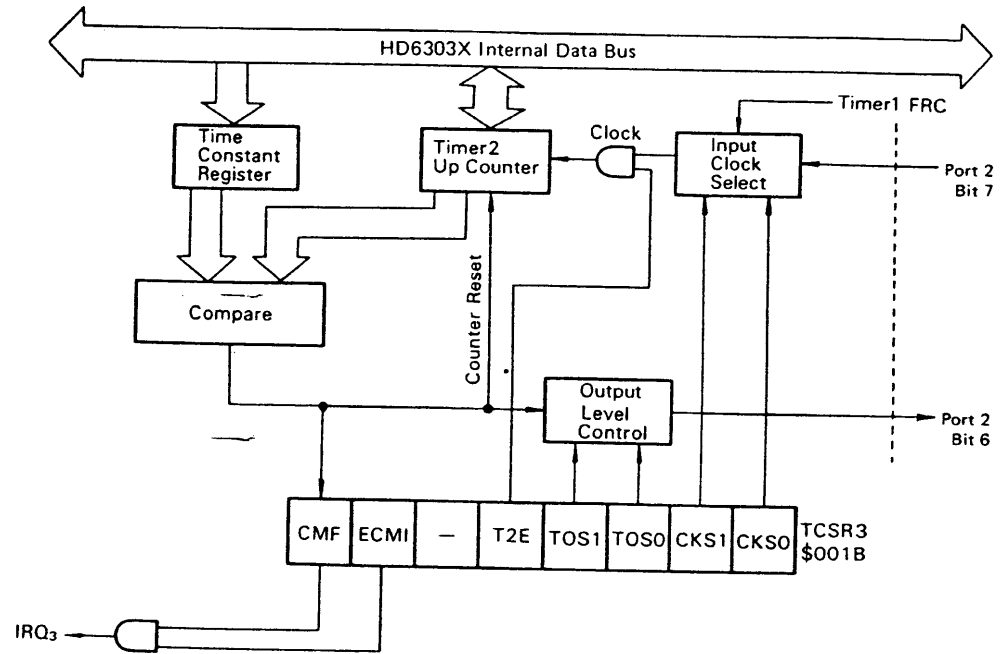 HD6303X Internal Data Bus
Timer1 FRC
Time
Constant
Register
Timer2
Up Counter
Clock
Input
Clock
Select
Port 2
Bit 7
Compare
Counter Reset
Output
Level
Control
Port 2
Bit 6
CMF ECMI — T2E TOS1 TOS0 CKS1 CKS0
TCSR3
$001B
IRQ3